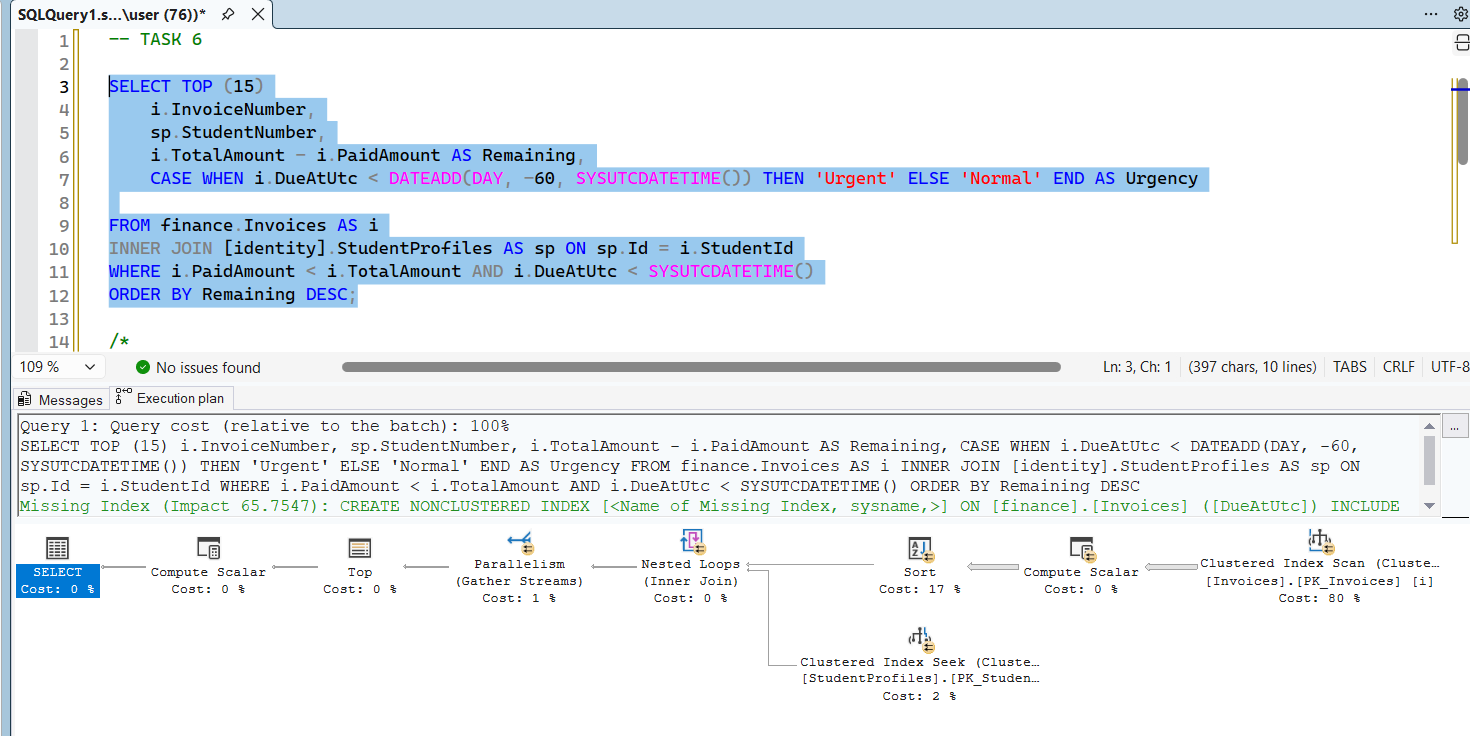 SQLQuery1.s...\user (76))*
1 -- TASK 6
2
3 SELECT TOP (15)
4 i.InvoiceNumber,
5 sp.StudentNumber,
6 i.TotalAmount - i.PaidAmount AS Remaining,
7 CASE WHEN i.DueAtUtc < DATEADD(DAY, -60, SYSUTCDATETIME()) THEN 'Urgent' ELSE 'Normal' END AS Urgency
8
9 FROM finance.Invoices AS i
10 INNER JOIN [identity].StudentProfiles AS sp ON sp.Id = i.StudentId
11 WHERE i.PaidAmount < i.TotalAmount AND i.DueAtUtc < SYSUTCDATETIME()
12 ORDER BY Remaining DESC;
13
14 /*
109 % No issues found Ln: 3, Ch: 1 (397 chars, 10 lines) TABS CRLF UTF-8
Messages Execution plan
Query 1: Query cost (relative to the batch): 100%
SELECT TOP (15) i.InvoiceNumber, sp.StudentNumber, i.TotalAmount - i.PaidAmount AS Remaining, CASE WHEN i.DueAtUtc < DATEADD(DAY, -60,
SYSUTCDATETIME()) THEN 'Urgent' ELSE 'Normal' END AS Urgency FROM finance.Invoices AS i INNER JOIN [identity].StudentProfiles AS sp ON
sp.Id = i.StudentId WHERE i.PaidAmount < i.TotalAmount AND i.DueAtUtc < SYSUTCDATETIME() ORDER BY Remaining DESC
Missing Index (Impact 65.7547): CREATE NONCLUSTERED INDEX [<Name of Missing Index, sysname,>] ON [finance].[Invoices] ([DueAtUtc]) INCLUDE
SELECT
Cost: 0 %
Compute Scalar
Cost: 0 %
Top
Cost: 0 %
Parallelism
(Gather Streams)
Cost: 1 %
Nested Loops
(Inner Join)
Cost: 0 %
Sort
Cost: 17 %
Compute Scalar
Cost: 0 %
Clustered Index Scan (Cluste...
[Invoices].[PK_Invoices] [i]
Cost: 80 %
Clustered Index Seek (Cluste...
[StudentProfiles].[PK_Studen...
Cost: 2 %